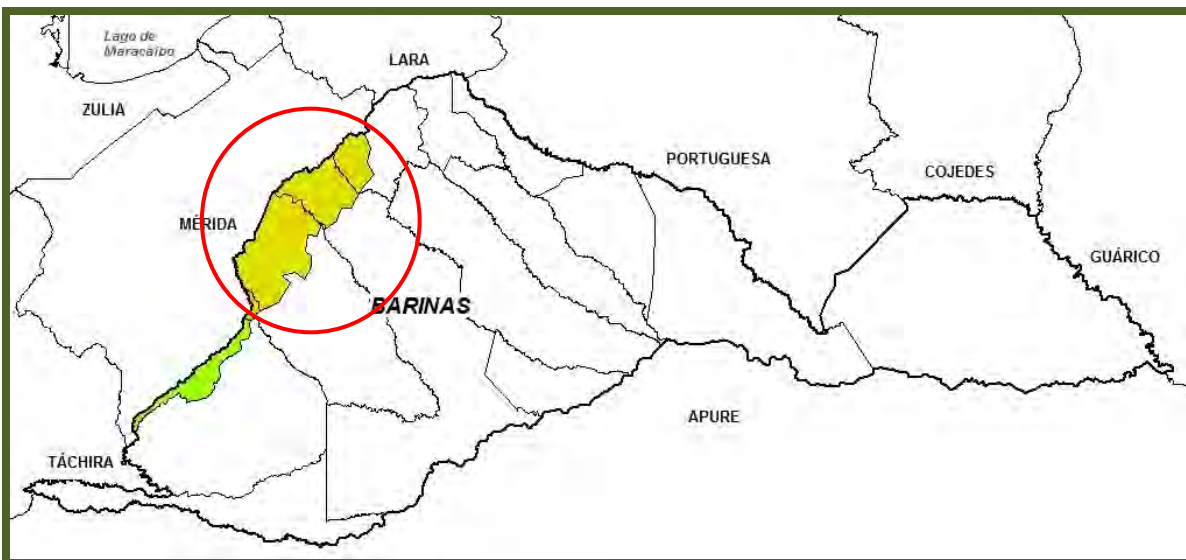 Lago de
Maracaibo
LARA
ZULIA
PORTUGUESA
COJEDES
MÉRIDA
GUÁRICO
BARINAS
APURE
TÁCHIRA